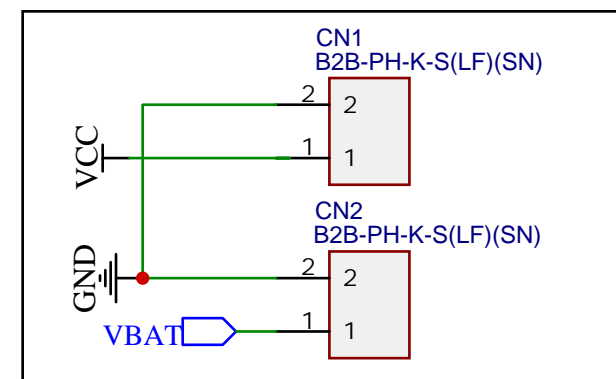 CN1
B2B-PH-K-S(LF)(SN)
2 2
VCC 1 1
CN2
B2B-PH-K-S(LF)(SN)
GND 2 2
VBAT 1 1